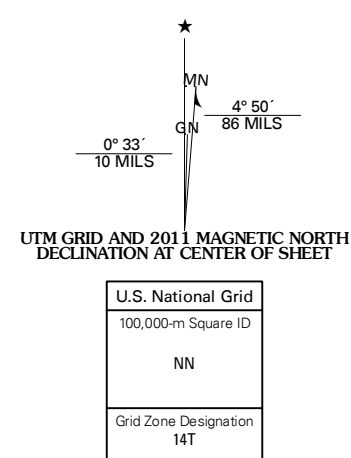 ★
MN
GN
4° 50´
86 MILS
0° 33´
10 MILS
UTM GRID AND 2011 MAGNETIC NORTH
DECLINATION AT CENTER OF SHEET
U.S. National Grid
100,000-m Square ID
NN
Grid Zone Designation
14T